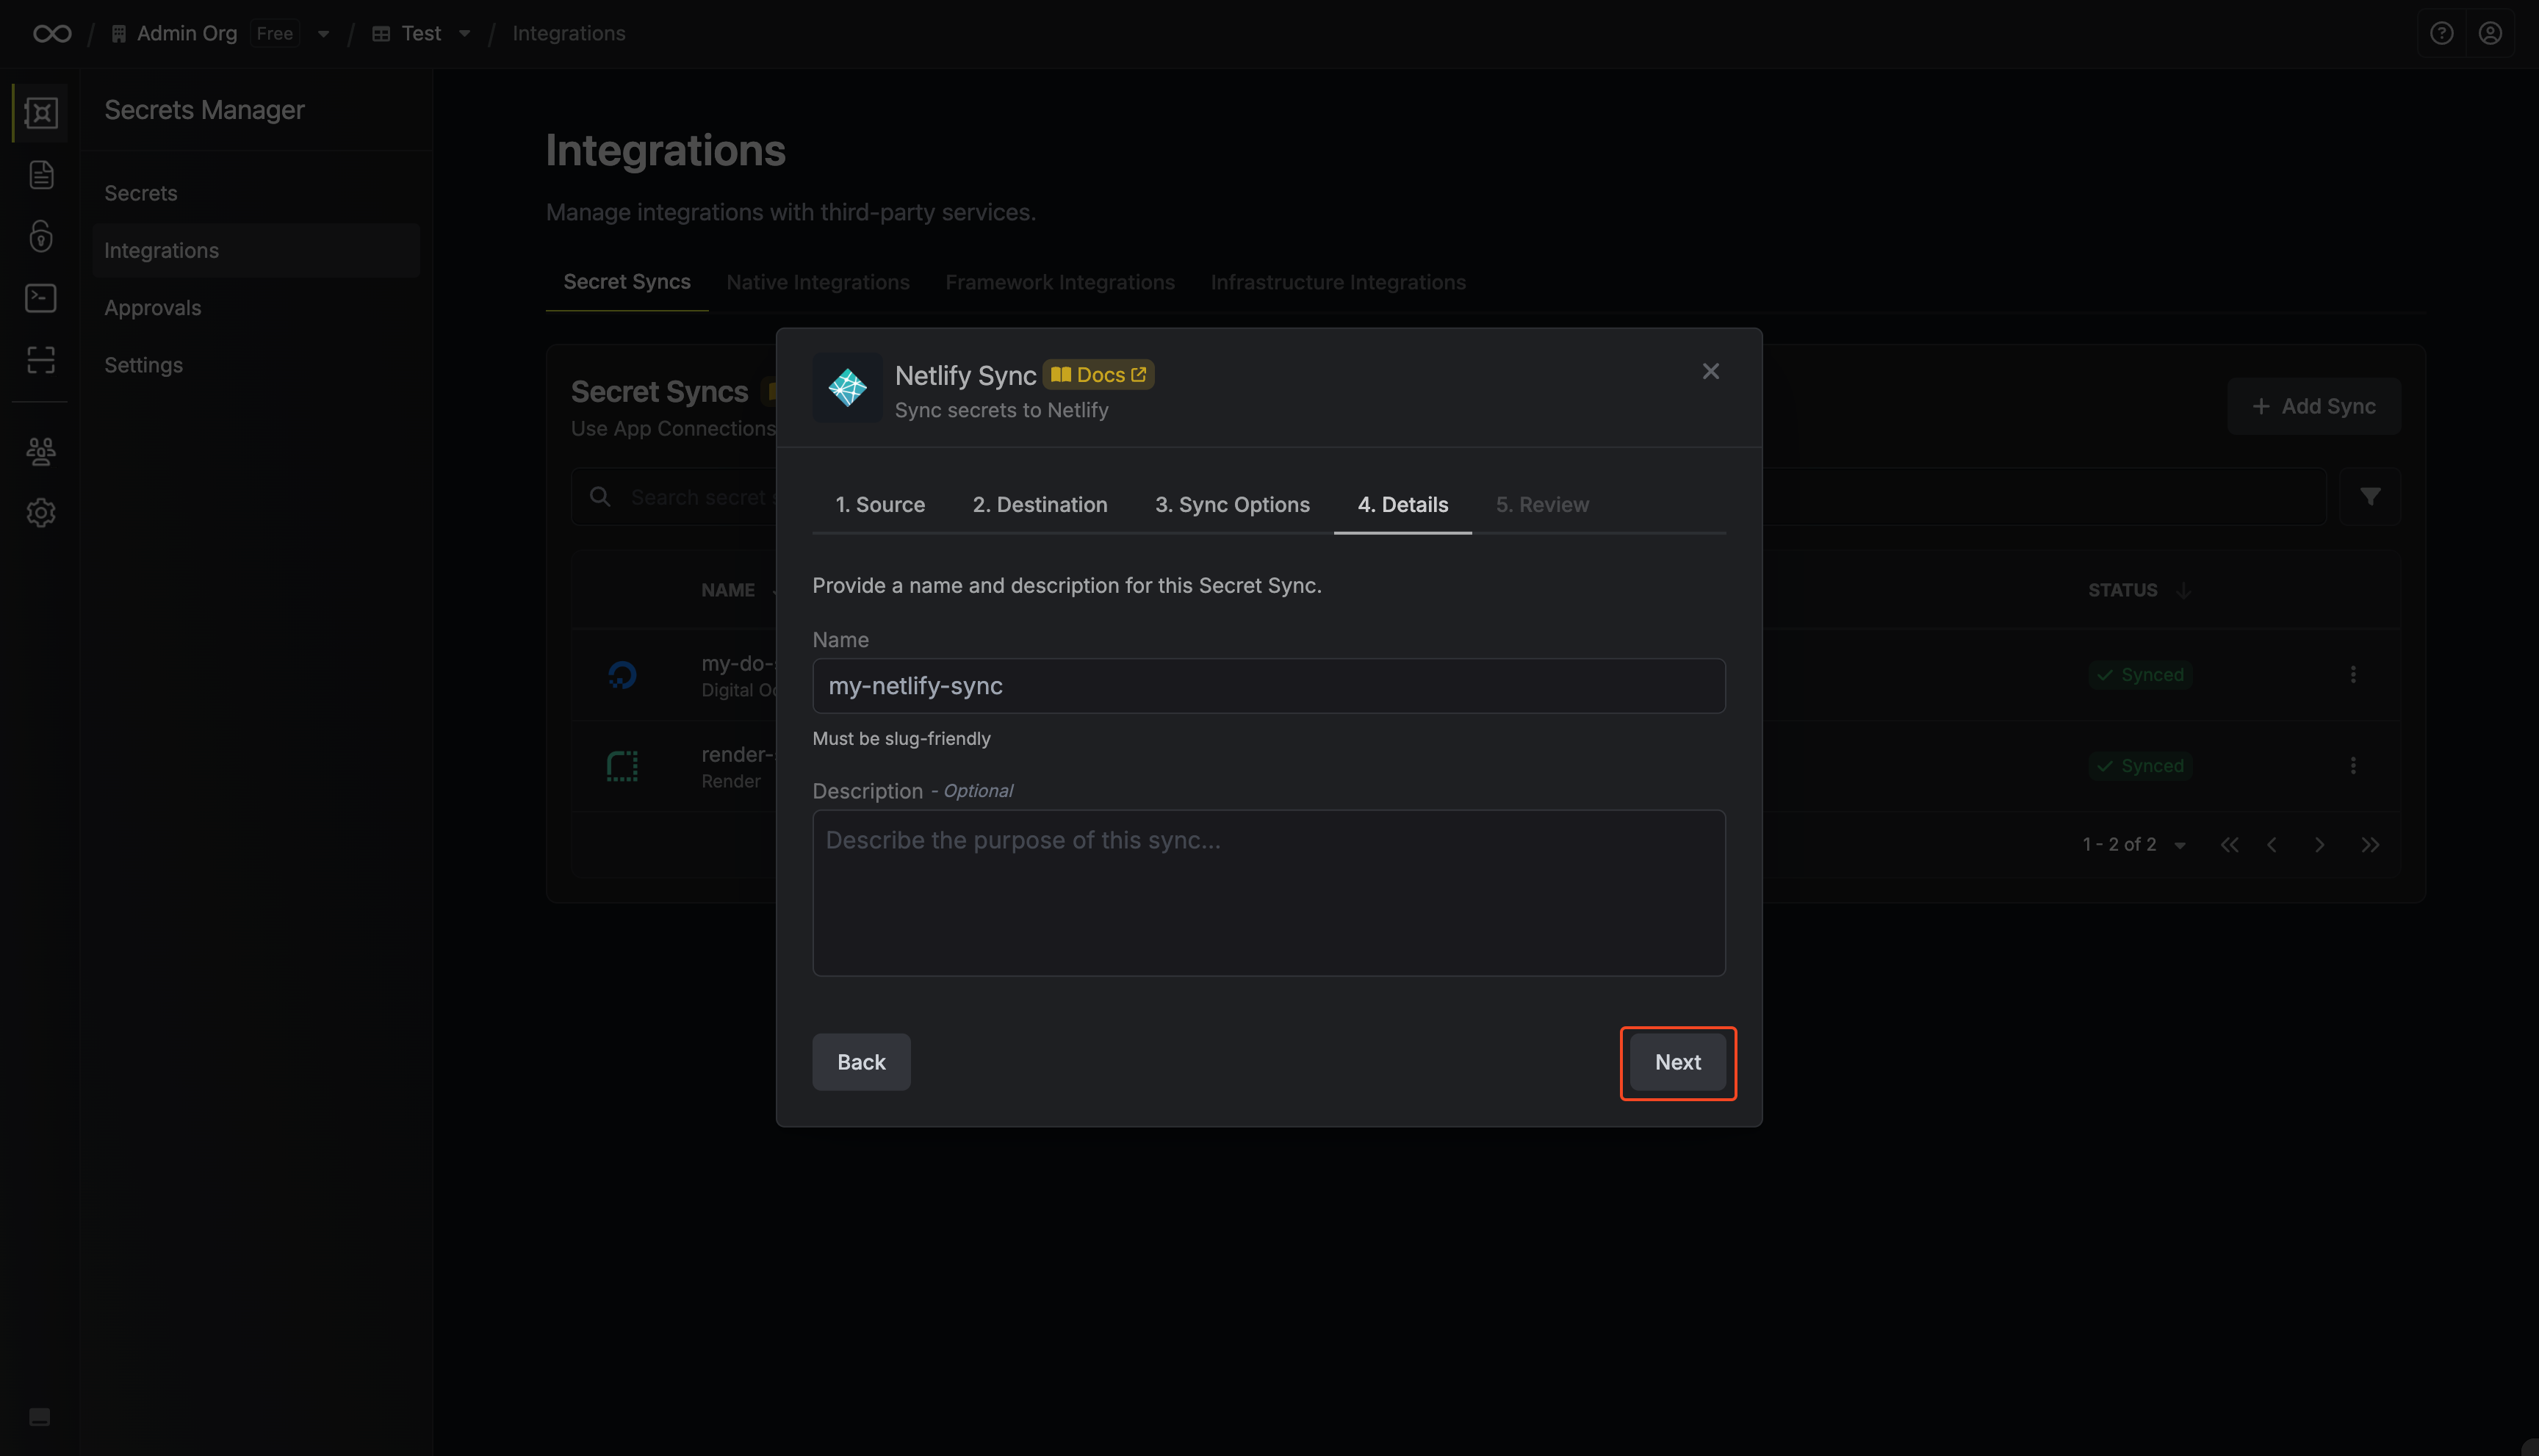 Admin Org Free Test Integrations
Secrets Manager
Secrets
Integrations
Approvals
Settings
Integrations
Manage integrations with third-party services.
Secret Syncs Native Integrations Framework Integrations Infrastructure Integrations
Secret Syncs
Use App Connections
+ Add Sync
Search secret
NAME
STATUS
my-do-
Digital
Synced
render-
Render
Synced
1 - 2 of 2
Netlify Sync Docs
Sync secrets to Netlify
1. Source 2. Destination 3. Sync Options 4. Details 5. Review
Provide a name and description for this Secret Sync.
Name
my-netlify-sync
Must be slug-friendly
Description - Optional
Describe the purpose of this sync...
Back
Next